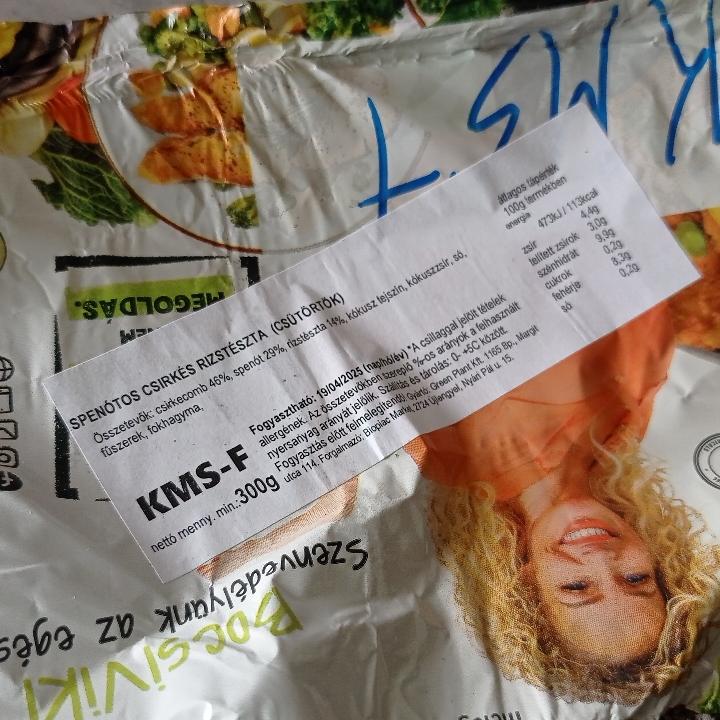 KMS-F
MEGOLDÁS.
NEM
SPENÓTOS CSIRKÉS RIZSTÉSZTA (CSÜTÖRTÖK)
Összetevők: csirkecomb 46%, spenót 29%, rizstészta 14%, kókusz tejszín, kókuszzsír, só,
fűszerek, fokhagyma,
KMS-F
nettó menny. min.:300g
Fogyasztható: 19/04/2025 (nap/hó/év) *A csillaggal jelölt tételek
allergének. Az összetevőkben szereplő %-os arányok a felhasznált
nyersanyag arányát jelölik. Szállítás és tárolás: 0- +5C között.
Fogyasztás előtt felmelegítendő! Gyártó: Green Plant Kft. 1165 Bp., Margit
utca 114. Forgalmazó: Bioplac Market,2724 Újlengyel, Nyári Pál u. 15.
átlagos tápérték
100g termékben
energia 473kJ / 113kcal
zsír 4,4g
telített zsírok 3,0g
szénhidrát 9,9g
cukrok 0,2g
fehérje 8,3g
só 0,2g
Szenvedélyünk az egés
BocsiViki